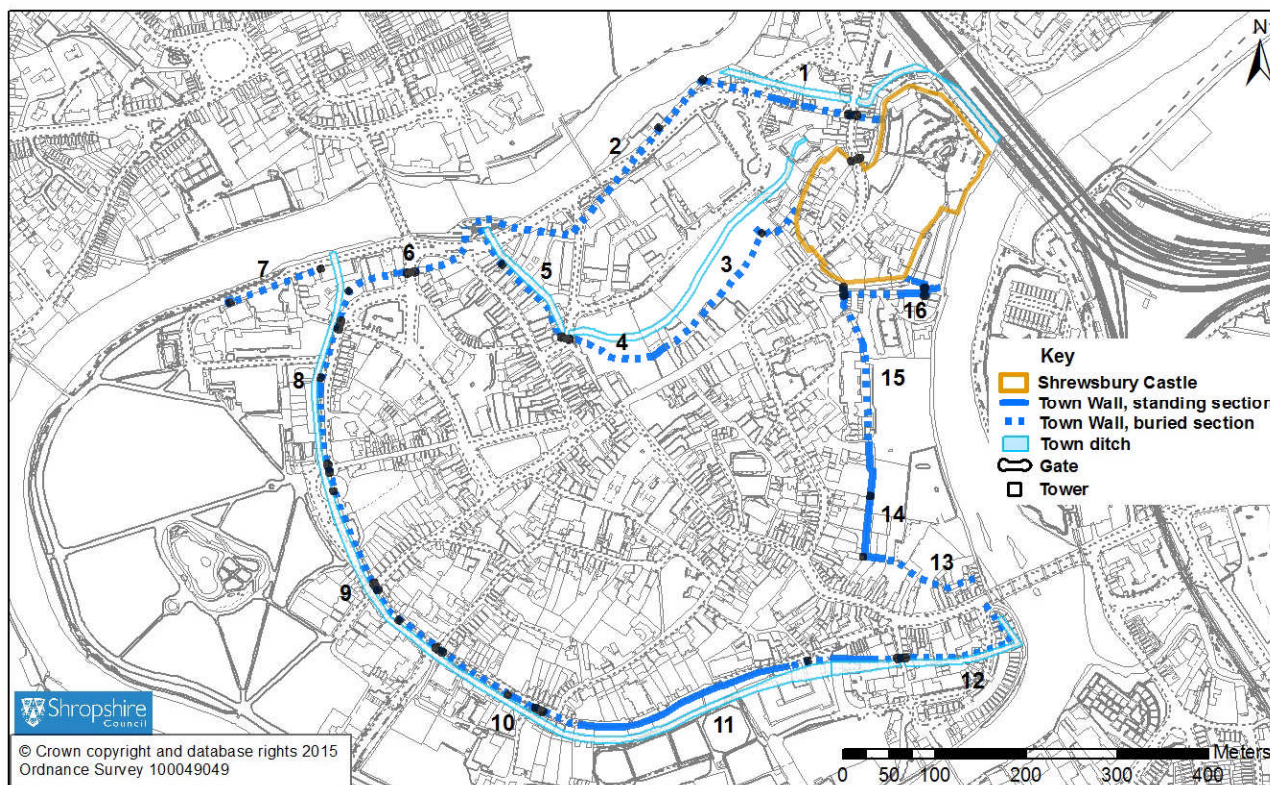 N
1
2
3
4
5
6
7
8
9
10
11
12
13
14
15
16
Key
Shrewsbury Castle
Town Wall, standing section
Town Wall, buried section
Town ditch
Gate
Tower
Meters
0 50 100 200 300 400
Shropshire
Council
© Crown copyright and database rights 2015
Ordnance Survey 100049049